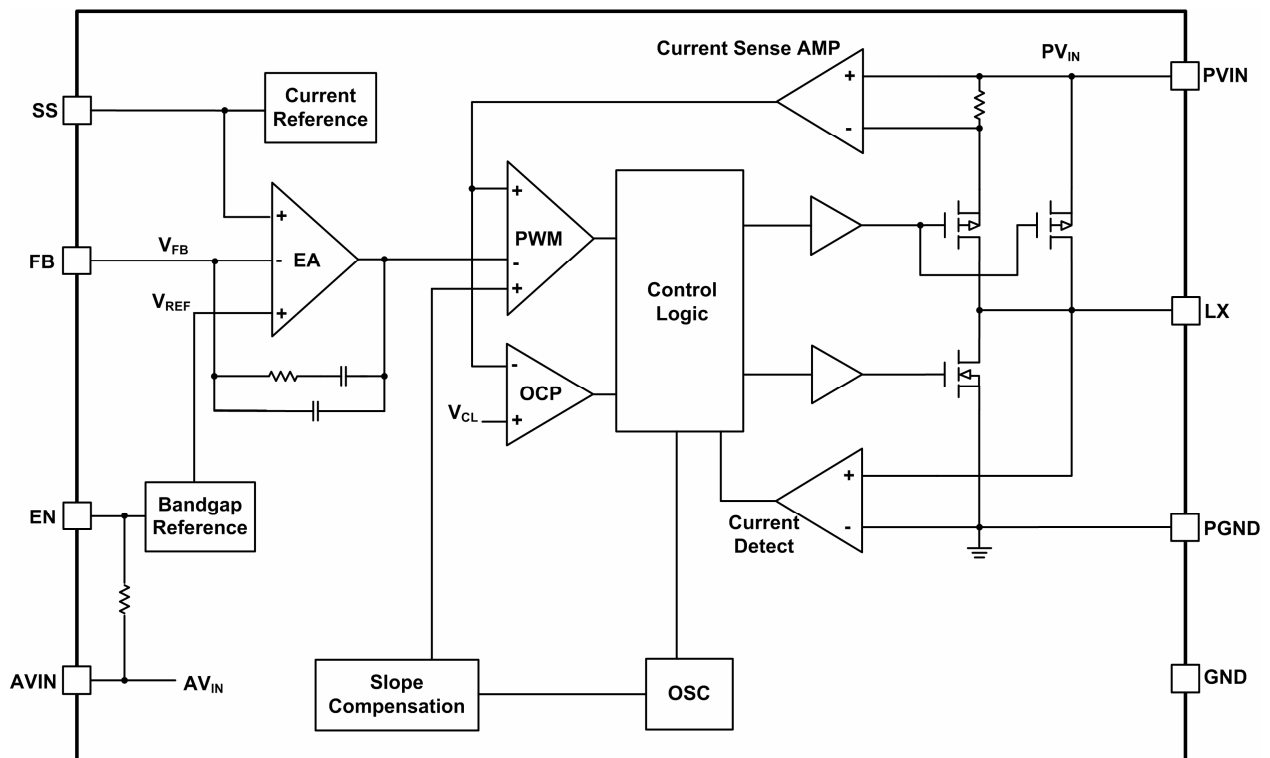 Current Sense AMP
PVIN
PVIN
SS
Current
Reference
+
-
+
+
PWM
-
+
VFB
FB
-
EA
VREF
+
Control
Logic
LX
-
OCP
VCL
+
EN
Bandgap
Reference
+
-
Current
Detect
PGND
AVIN
AVIN
Slope
Compensation
OSC
GND